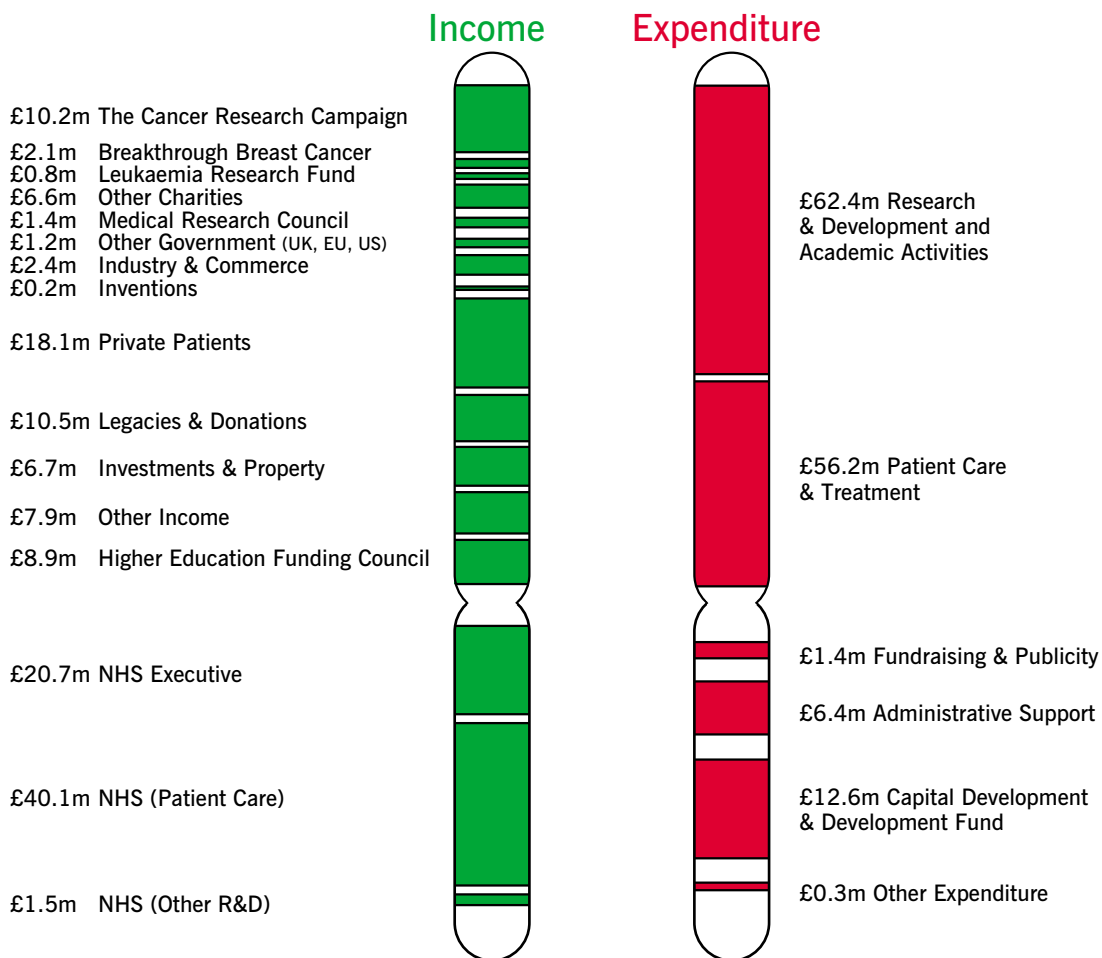 Income
Expenditure
£10.2m The Cancer Research Campaign
£2.1m Breakthrough Breast Cancer
£0.8m Leukaemia Research Fund
£6.6m Other Charities
£1.4m Medical Research Council
£1.2m Other Government (UK, EU, US)
£2.4m Industry & Commerce
£0.2m Inventions
£18.1m Private Patients
£10.5m Legacies & Donations
£6.7m Investments & Property
£7.9m Other Income
£8.9m Higher Education Funding Council
£20.7m NHS Executive
£40.1m NHS (Patient Care)
£1.5m NHS (Other R&D)
£62.4m Research
& Development and
Academic Activities
£56.2m Patient Care
& Treatment
£1.4m Fundraising & Publicity
£6.4m Administrative Support
£12.6m Capital Development
& Development Fund
£0.3m Other Expenditure